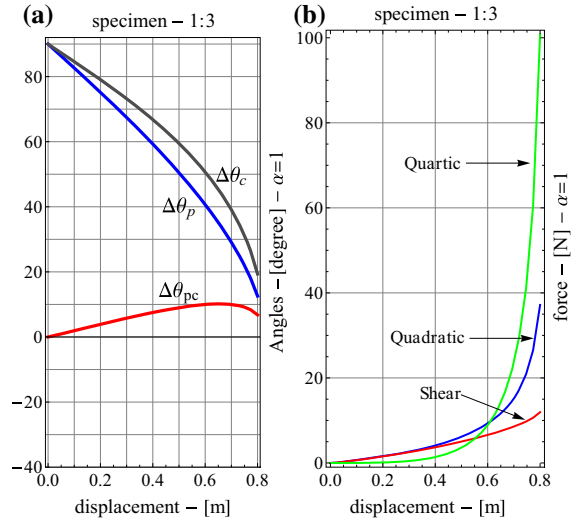 (a)
specimen – 1:3
80
60
40
20
0
−20
−40
0.0 0.2 0.4 0.6 0.8
displacement – [m]
Δθc
Δθp
Δθpc
Angles – [degree] – α=1
(b)
specimen – 1:3
100
80
60
40
20
0
0.0 0.2 0.4 0.6 0.8
displacement – [m]
Quartic
Quadratic
Shear
force – [N] – α=1